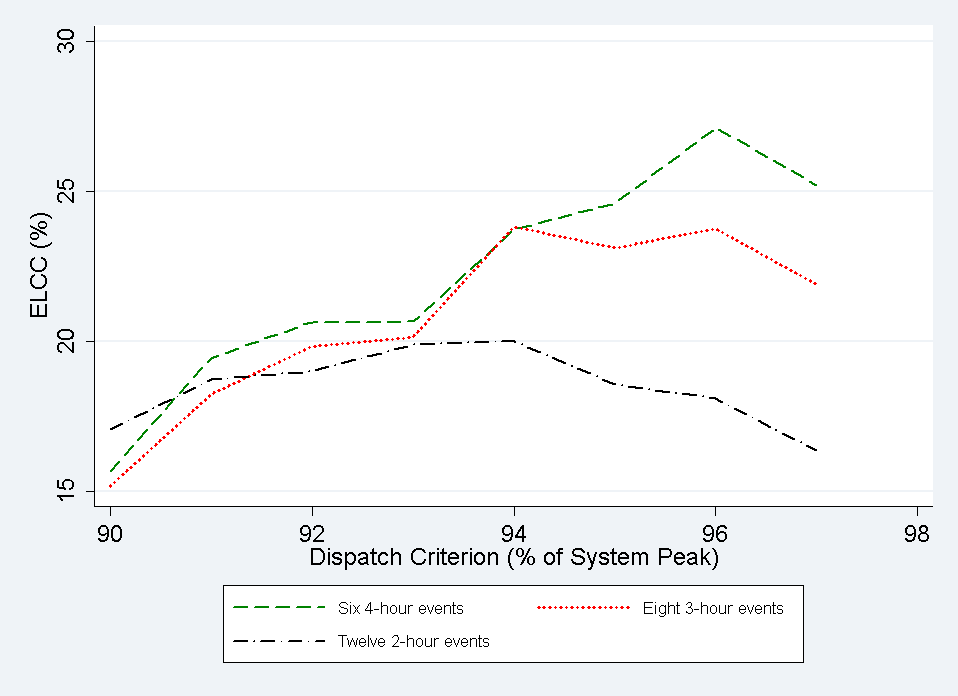 30
25
20
15
ELCC (%)
90 92 94 96 98
Dispatch Criterion (% of System Peak)
Six 4-hour events Eight 3-hour events
Twelve 2-hour events